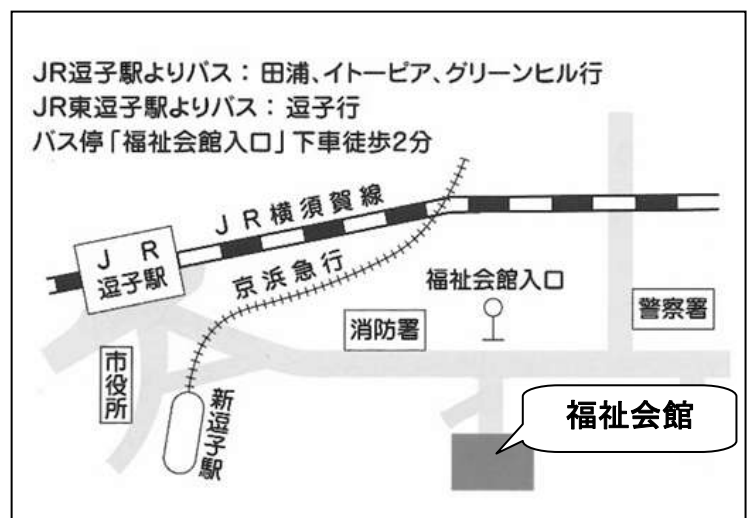 JR逗子駅よりバス：田浦、イトーピア、グリーンヒル行
JR東逗子駅よりバス：逗子行
バス停「福祉会館入口」下車徒歩2分
JR横須賀線
JR
逗子駅
京浜急行
福祉会館入口
消防署
警察署
市役所
新逗子駅
福祉会館